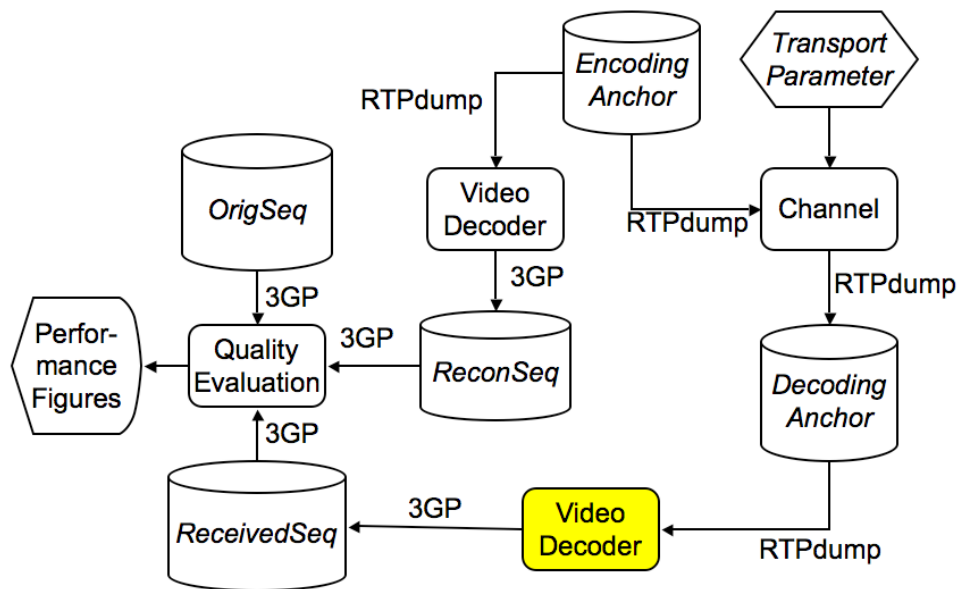 Encoding
Anchor
Transport
Parameter
RTPdump
OrigSeq
Video
Decoder
RTPdump
Channel
3GP
RTPdump
3GP
Perfor-
mance
Figures
Quality
Evaluation
3GP
ReconSeq
Decoding
Anchor
3GP
ReceivedSeq
3GP
Video
Decoder
RTPdump